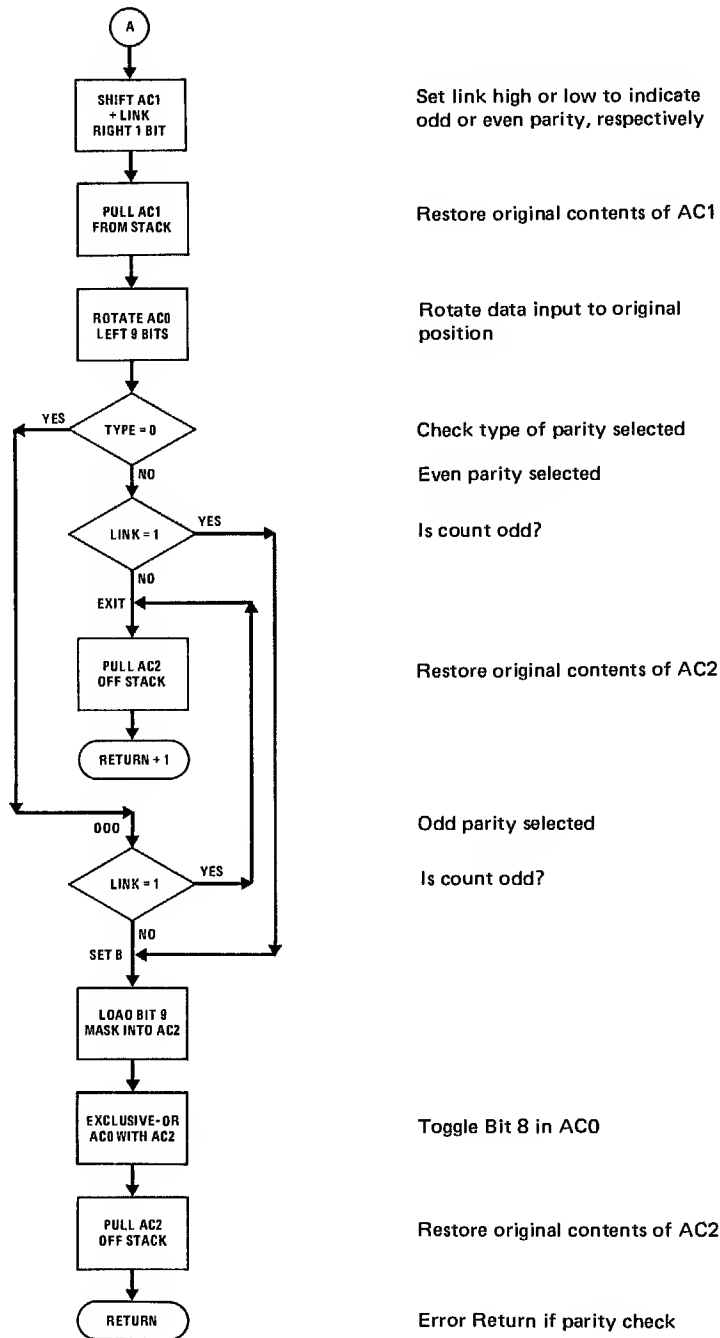 A
SHIFT AC1
+ LINK
RIGHT 1 BIT
Set link high or low to indicate
odd or even parity, respectively
PULL AC1
FROM STACK
Restore original contents of AC1
ROTATE AC0
LEFT 9 BITS
Rotate data input to original
position
YES
TYPE = 0
Check type of parity selected
NO
Even parity selected
LINK = 1
YES
Is count odd?
NO
EXIT
PULL AC2
OFF STACK
Restore original contents of AC2
RETURN + 1
ODO
Odd parity selected
LINK = 1
YES
Is count odd?
NO
SET B
LOAO BIT 9
MASK INTO AC2
EXCLUSIVE-OR
AC0 WITH AC2
Toggle Bit 8 in AC0
PULL AC2
OFF STACK
Restore original contents of AC2
RETURN
Error Return if parity check